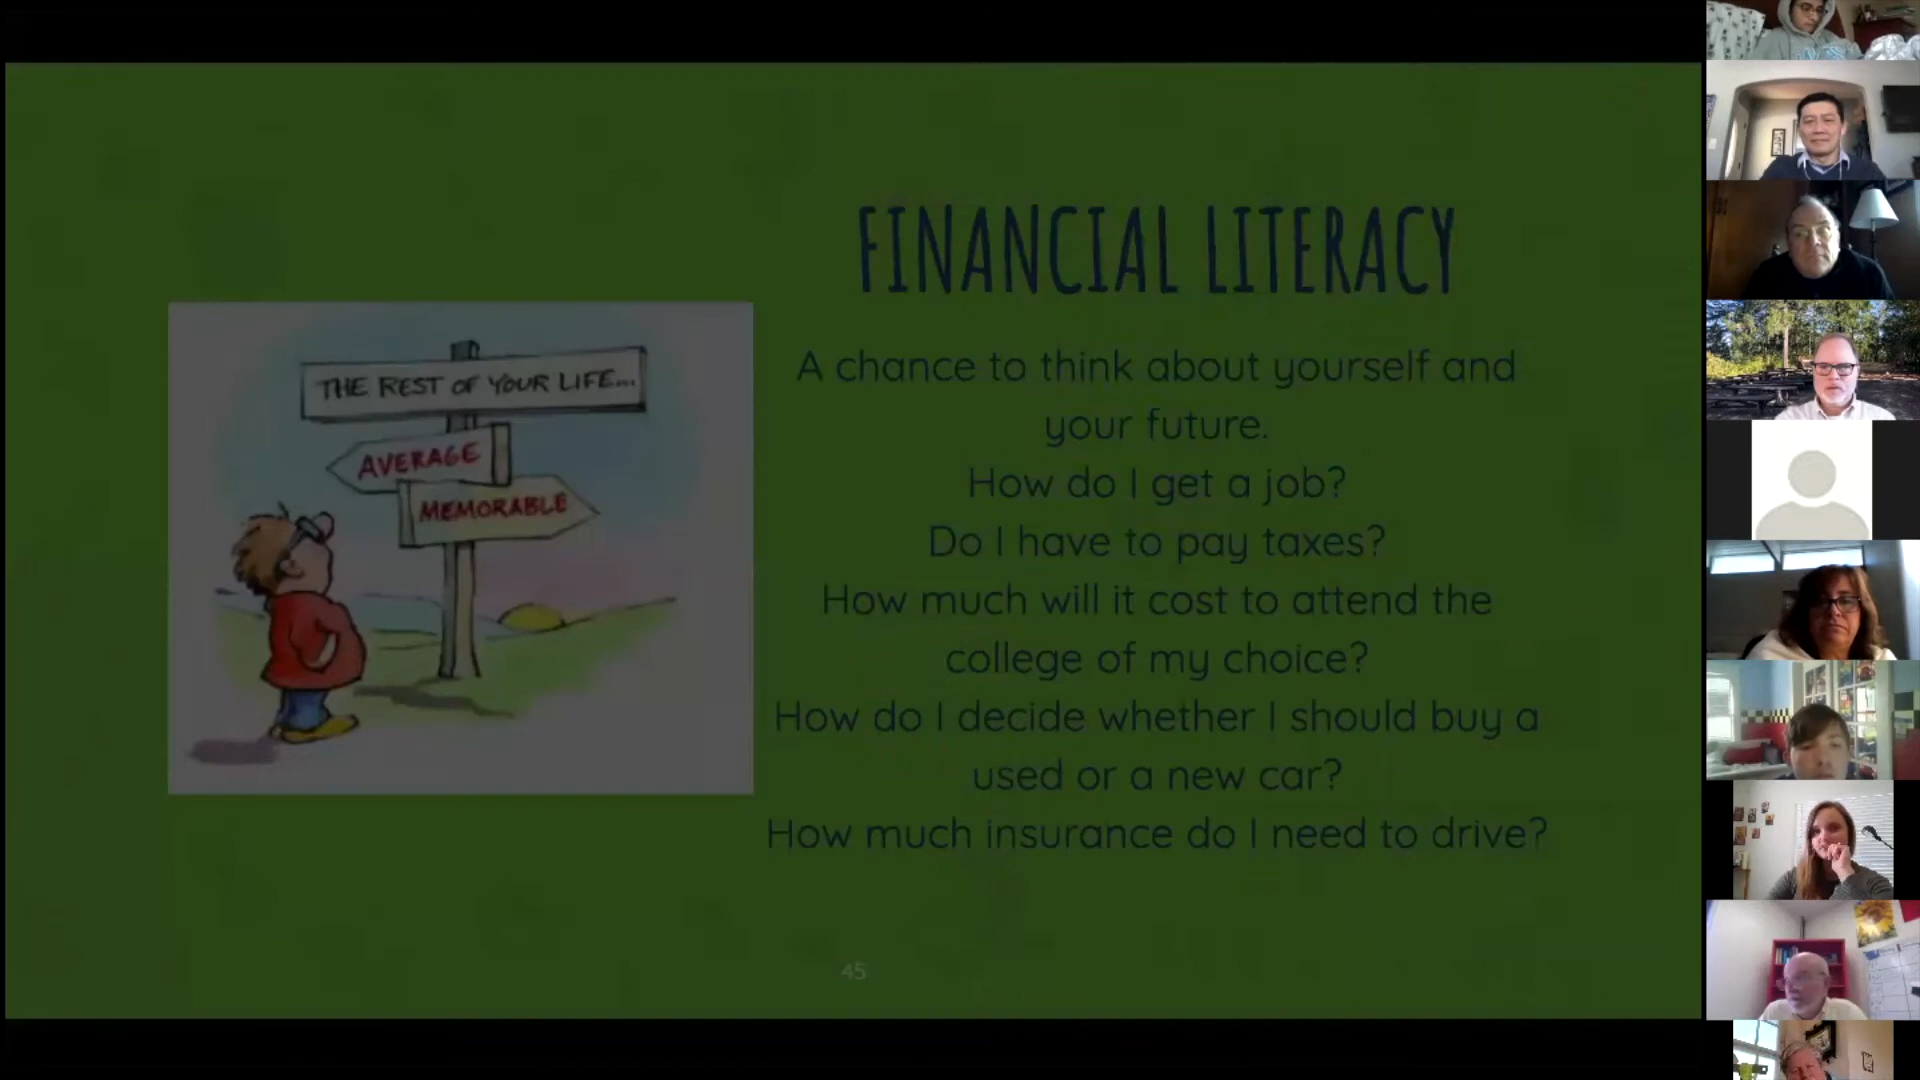 FINANCIAL LITERACY
THE REST OF YOUR LIFE...
AVERAGE
MEMORABLE
A chance to think about yourself and
your future.
How do I get a job?
Do I have to pay taxes?
How much will it cost to attend the
college of my choice?
How do I decide whether I should buy a
used or a new car?
How much insurance do I need to drive?
45